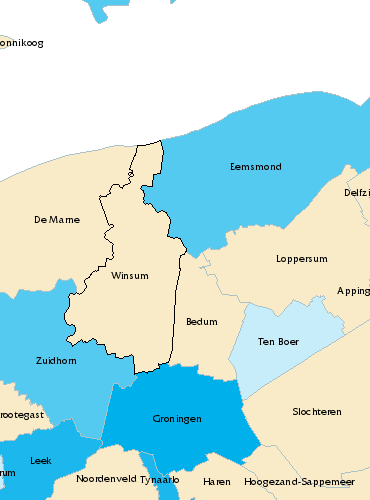 onnikoog
Eemsmond
Delfzi
De Marne
Loppersum
Winsum
Apping
Bedum
Ten Boer
Zuidhorn
rootegast
Slochteren
Groningen
Leek
rum
Noordenveld
Tynaarlo
Haren
Hoogezand-Sappemeer